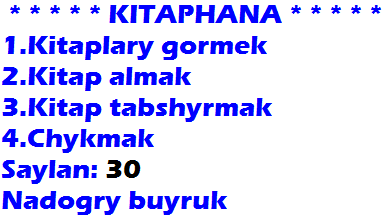 * * * * * KITAPHANA * * * * *
1.Kitaplary gormek
2.Kitap almak
3.Kitap tabshyrmak
4.Chykmak
Saylan: 30
Nadogry buyruk